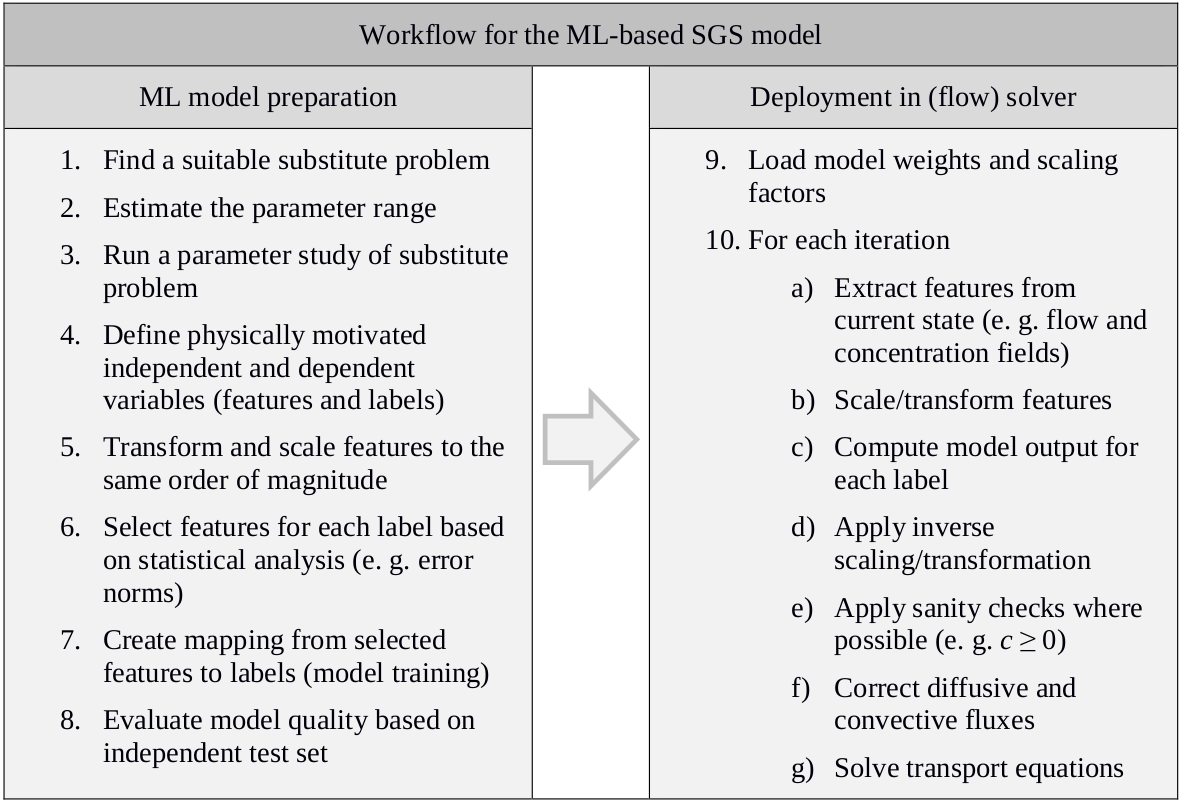 Workflow for the ML-based SGS model
ML model preparation
1. Find a suitable substitute problem
2. Estimate the parameter range
3. Run a parameter study of substitute
problem
4. Define physically motivated
independent and dependent
variables (features and labels)
5. Transform and scale features to the
same order of magnitude
6. Select features for each label based
on statistical analysis (e. g. error
norms)
7. Create mapping from selected
features to labels (model training)
8. Evaluate model quality based on
independent test set
Deployment in (flow) solver
9. Load model weights and scaling
factors
10. For each iteration
a) Extract features from
current state (e. g. flow and
concentration fields)
b) Scale/transform features
c) Compute model output for
each label
d) Apply inverse
scaling/transformation
e) Apply sanity checks where
possible (e. g. c ≥ 0)
f) Correct diffusive and
convective fluxes
g) Solve transport equations